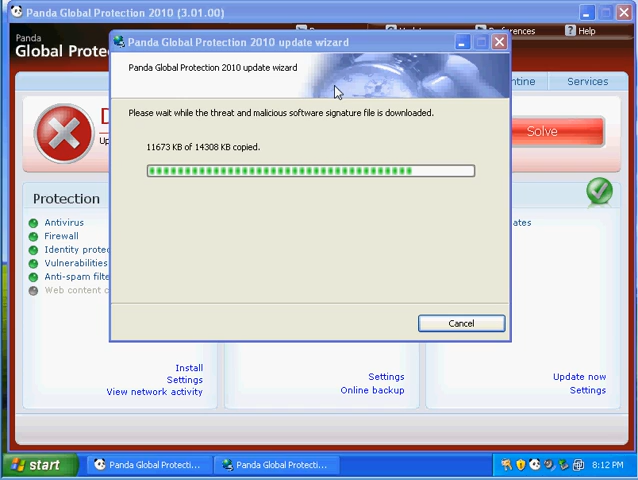 Panda Global Protection 2010 (3.01.00)
Preferences
Help
Panda
Global Prote
Services
Panda Global Protection 2010 update wizard
Panda Global Protection 2010 update wizard
Please wait while the threat and malicious software signature file is downloaded.
11673 KB of 14308 KB copied.
Cancel
Solve
Protection
Antivirus
Firewall
Identity protec
Vulnerabilities
Anti-spam filte
Web content
Install
Settings
View network activity
Settings
Online backup
Update now
Settings
start
Panda Global Protecti...
Panda Global Protecti...
8:12 PM